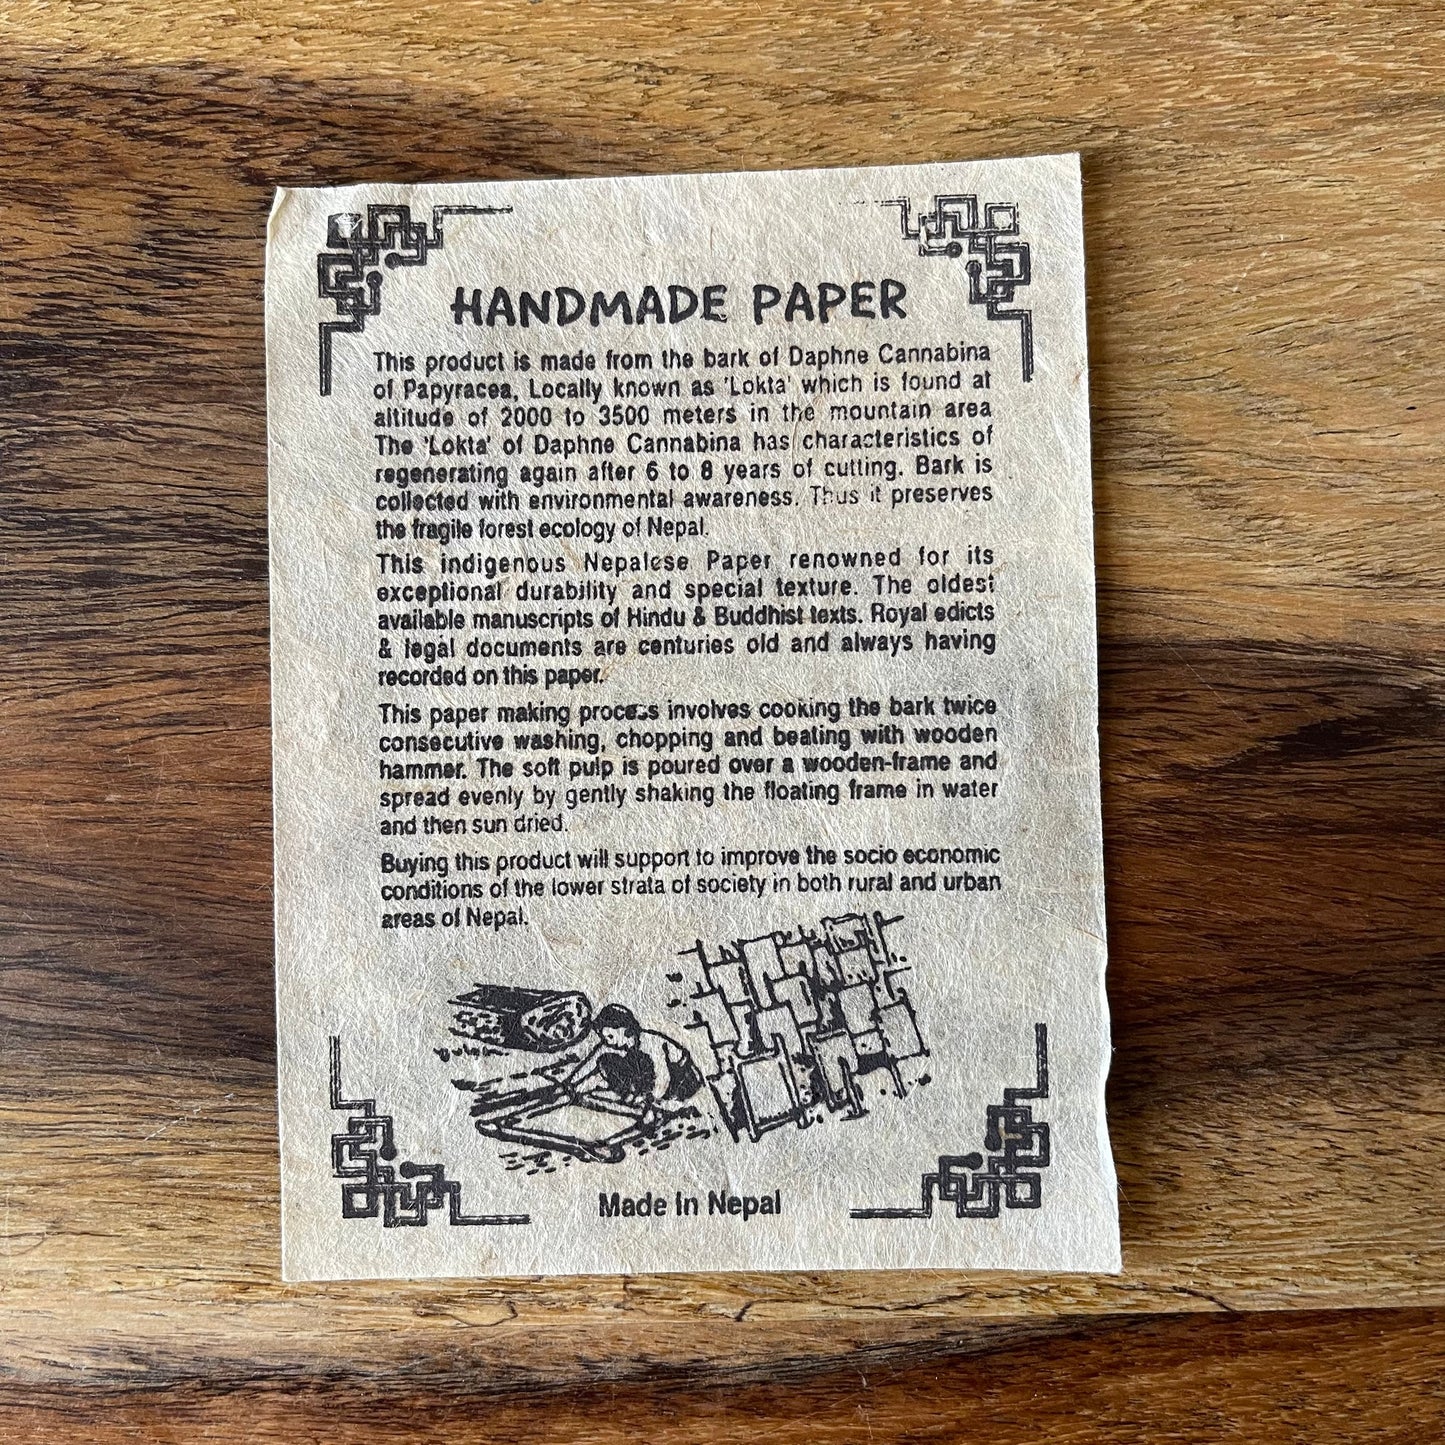 HANDMADE PAPER
This product is made from the bark of Daphne Cannabina
of Papyracea, Locally known as 'Lokta' which is found at
altitude of 2000 to 3500 meters in the mountain area
The 'Lokta' of Daphne Cannabina has characteristics of
regenerating again after 6 to 8 years of cutting. Bark is
collected with environmental awareness. Thus it preserves
the fragile forest ecology of Nepal.
This indigenous Nepalese Paper renowned for its
exceptional durability and special texture. The oldest
available manuscripts of Hindu & Buddhist texts. Royal edicts
& legal documents are centuries old and always having
recorded on this paper.
This paper making process involves cooking the bark twice
consecutive washing, chopping and beating with wooden
hammer. The soft pulp is poured over a wooden-frame and
spread evenly by gently shaking the floating frame in water
and then sun dried.
Buying this product will support to improve the socio economic
conditions of the lower strata of society in both rural and urban
areas of Nepal.
Made In Nepal